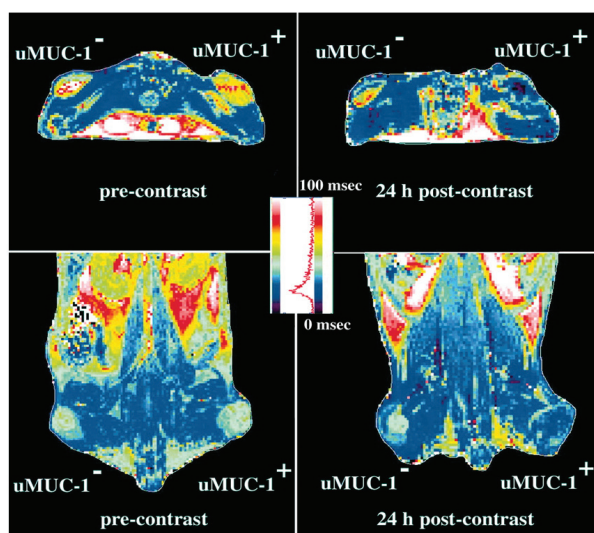 uMUC-1⁻ uMUC-1⁺
pre-contrast
uMUC-1⁻ uMUC-1⁺
24 h post-contrast
100 msec
0 msec
uMUC-1⁻ uMUC-1⁺
pre-contrast
uMUC-1⁻ uMUC-1⁺
24 h post-contrast